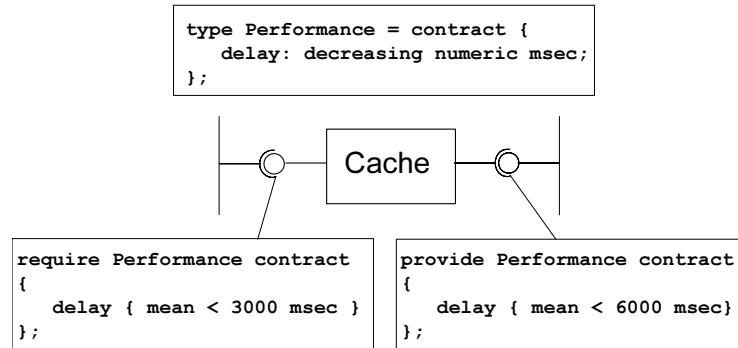 type Performance = contract {
   delay: decreasing numeric msec;
};
Cache
require Performance contract
{
   delay { mean < 3000 msec }
};
provide Performance contract
{
   delay { mean < 6000 msec}
};